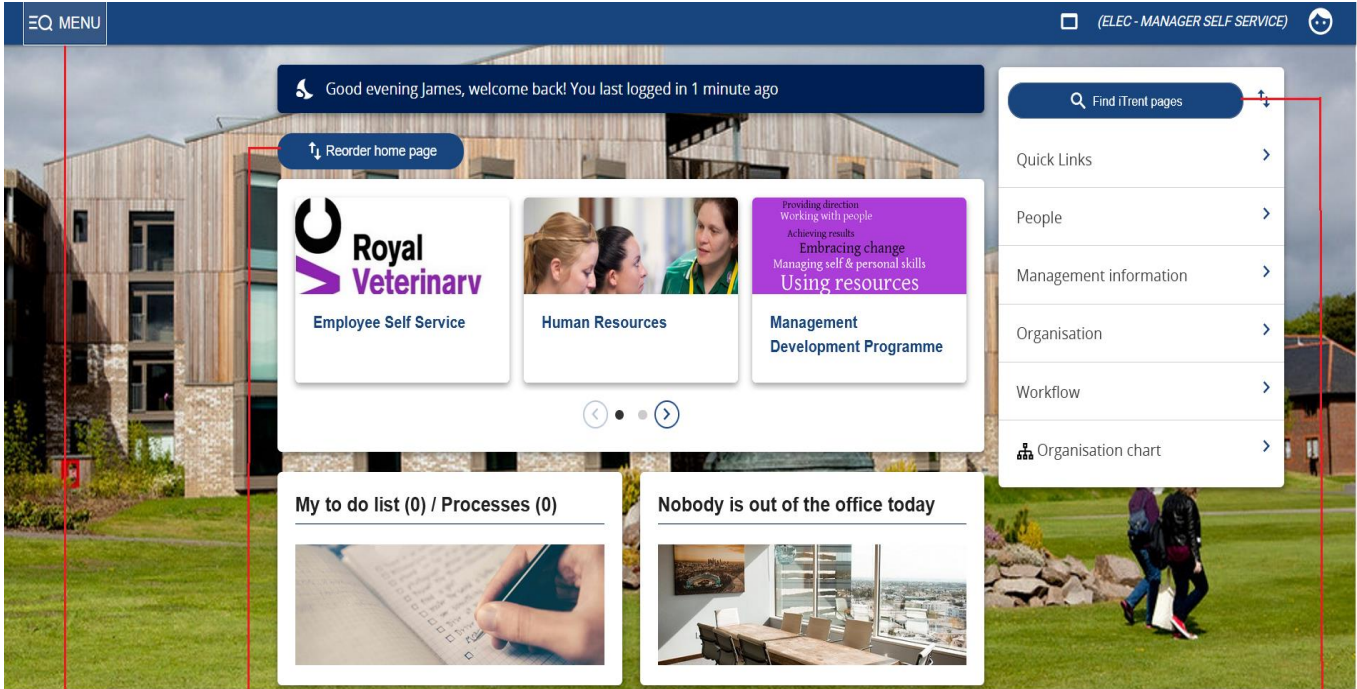 MENU
(ELEC - MANAGER SELF SERVICE)
Good evening James, welcome back! You last logged in 1 minute ago
Find iTrent pages
Reorder home page
Quick Links
People
Management information
Organisation
Workflow
Organisation chart
VC
Royal
Veterinary
Providing direction
Working with people
Achieving results
Embracing change
Managing self & personal skills
Using resources
Employee Self Service
Human Resources
Management
Development Programme
My to do list (0) / Processes (0)
Nobody is out of the office today